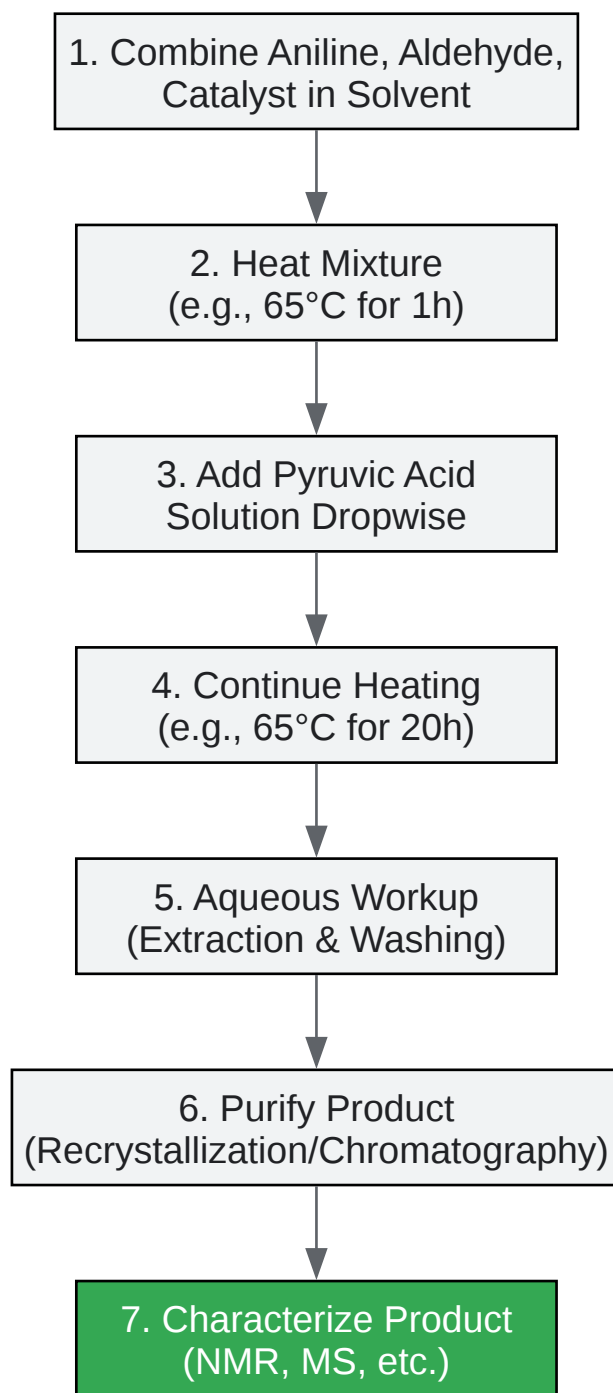 1. Combine Aniline, Aldehyde,
Catalyst in Solvent
2. Heat Mixture
(e.g., 65°C for 1h)
3. Add Pyruvic Acid
Solution Dropwise
4. Continue Heating
(e.g., 65°C for 20h)
5. Aqueous Workup
(Extraction & Washing)
6. Purify Product
(Recrystallization/Chromatography)
7. Characterize Product
(NMR, MS, etc.)